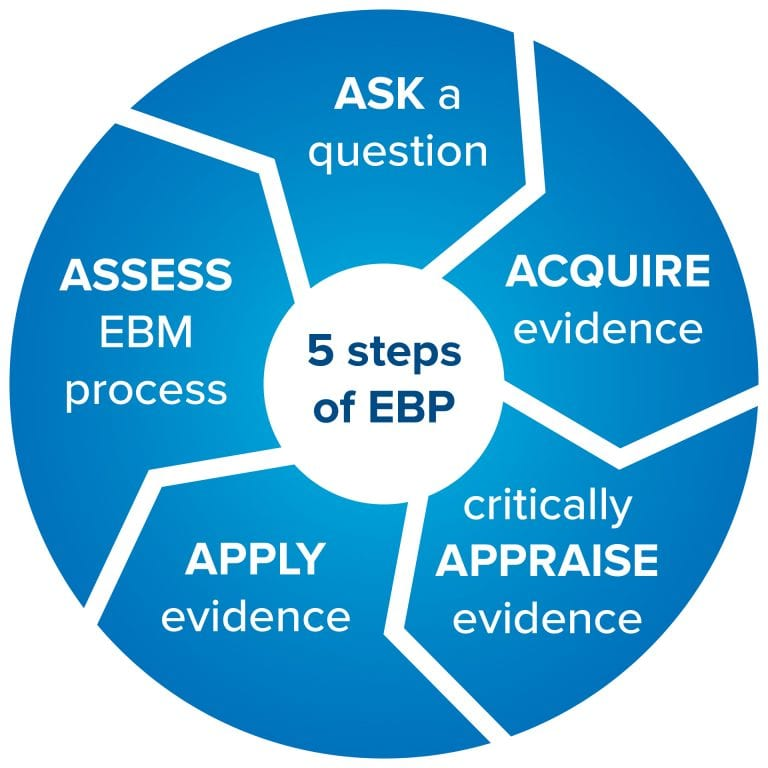 ASK a
question
ACQUIRE
evidence
critically
APPRAISE
evidence
APPLY
evidence
ASSESS
EBM
process
5 steps
of EBP